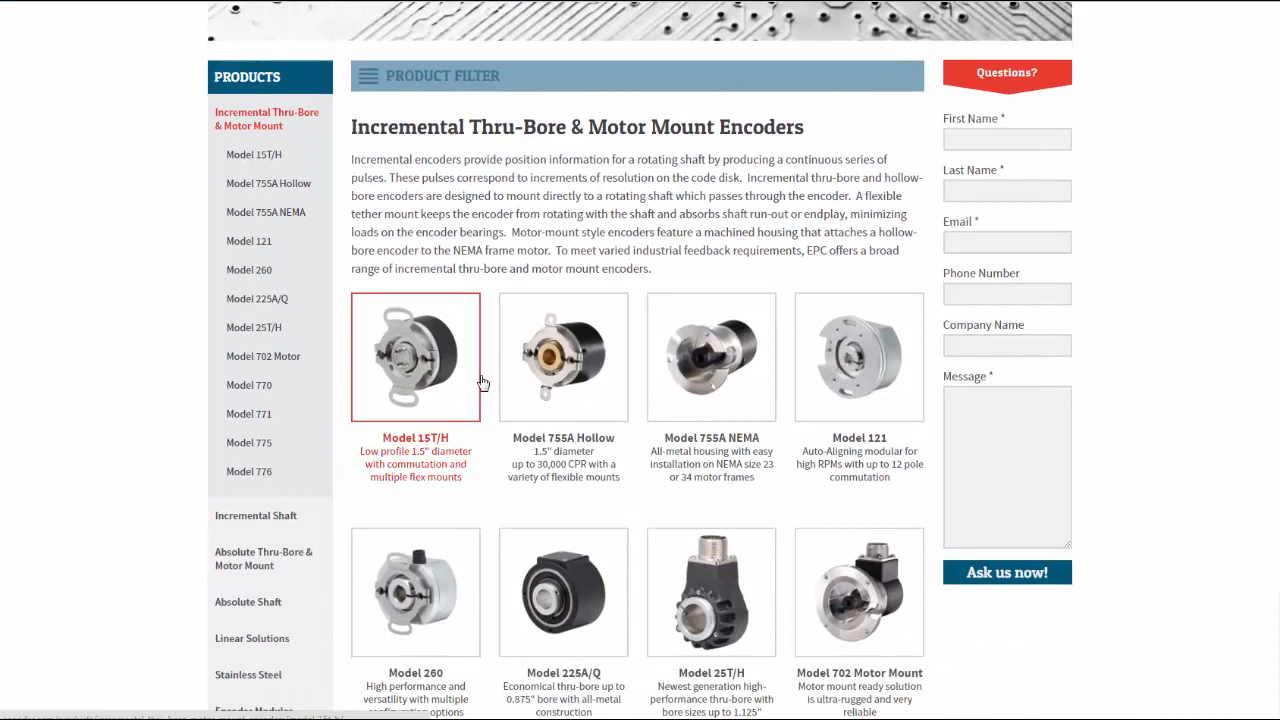 PRODUCTS
Incremental Thru-Bore
& Motor Mount
Model 15T/H
Model 755A Hollow
Model 755A NEMA
Model 121
Model 260
Model 225A/Q
Model 25T/H
Model 702 Motor
Model 770
Model 771
Model 775
Model 776
Incremental Shaft
Absolute Thru-Bore &
Motor Mount
Absolute Shaft
Linear Solutions
Stainless Steel
PRODUCT FILTER
Incremental Thru-Bore & Motor Mount Encoders
Incremental encoders provide position information for a rotating shaft by producing a continuous series of
pulses. These pulses correspond to increments of resolution on the code disk. Incremental thru-bore and hollow-
bore encoders are designed to mount directly to a rotating shaft which passes through the encoder. A flexible
tether mount keeps the encoder from rotating with the shaft and absorbs shaft run-out or endplay, minimizing
loads on the encoder bearings. Motor-mount style encoders feature a machined housing that attaches a hollow-
bore encoder to the NEMA frame motor. To meet varied industrial feedback requirements, EPC offers a broad
range of incremental thru-bore and motor mount encoders.
Model 15T/H
Low profile 1.5" diameter
with commutation and
multiple flex mounts
Model 755A Hollow
1.5" diameter
up to 30,000 CPR with a
variety of flexible mounts
Model 755A NEMA
All-metal housing with easy
installation on NEMA size 23
or 34 motor frames
Model 121
Auto-Aligning modular for
high RPMs with up to 12 pole
commutation
Model 260
High performance and
versatility with multiple
configuration options
Model 225A/Q
Economical thru-bore up to
0.875" bore with all-metal
construction
Model 25T/H
Newest generation high-
performance thru-bore with
bore sizes up to 1.125"
Model 702 Motor Mount
Motor mount ready solution
is ultra-rugged and very
reliable
Questions?
First Name *
Last Name *
Email *
Phone Number
Company Name
Message *
Ask us now!